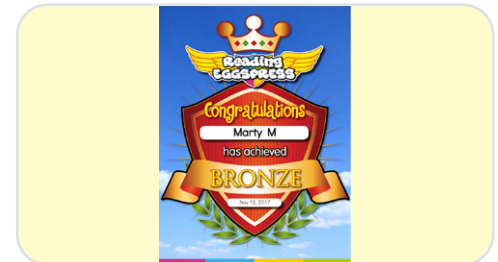 Reading
EGGSPRESS
Congratulations
Marty M
has achieved
BRONZE
Nov 12, 2017